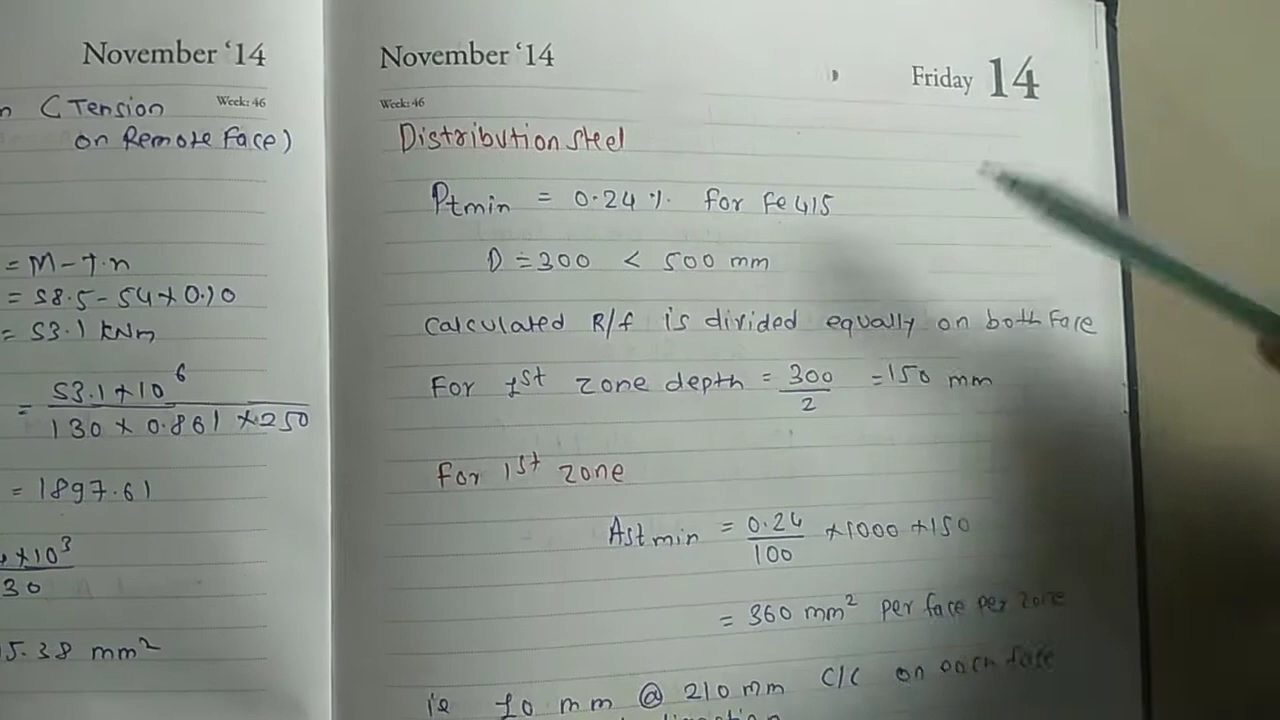 November '14
Week: 46
(Tension
on Remote Face)
= M - T.x
= 58.5 - 54 × 0.10
= 53.1 kNm
= 53.1 × 10^6
130 × 0.861 × 250
= 1897.61
× 10^3
30
5.38 mm²
November '14
Friday 14
Week: 46
Distribution steel
Ptmin = 0.24 % for Fe 415
D = 300 < 500 mm
Calculated R/f is divided equally on both Face
For 1st zone depth = 300/2 = 150 mm
For 1st zone
Ast min = 0.24/100 × 1000 × 150
= 360 mm² per face per zone
ie 10 mm @ 210 mm C/C on each face